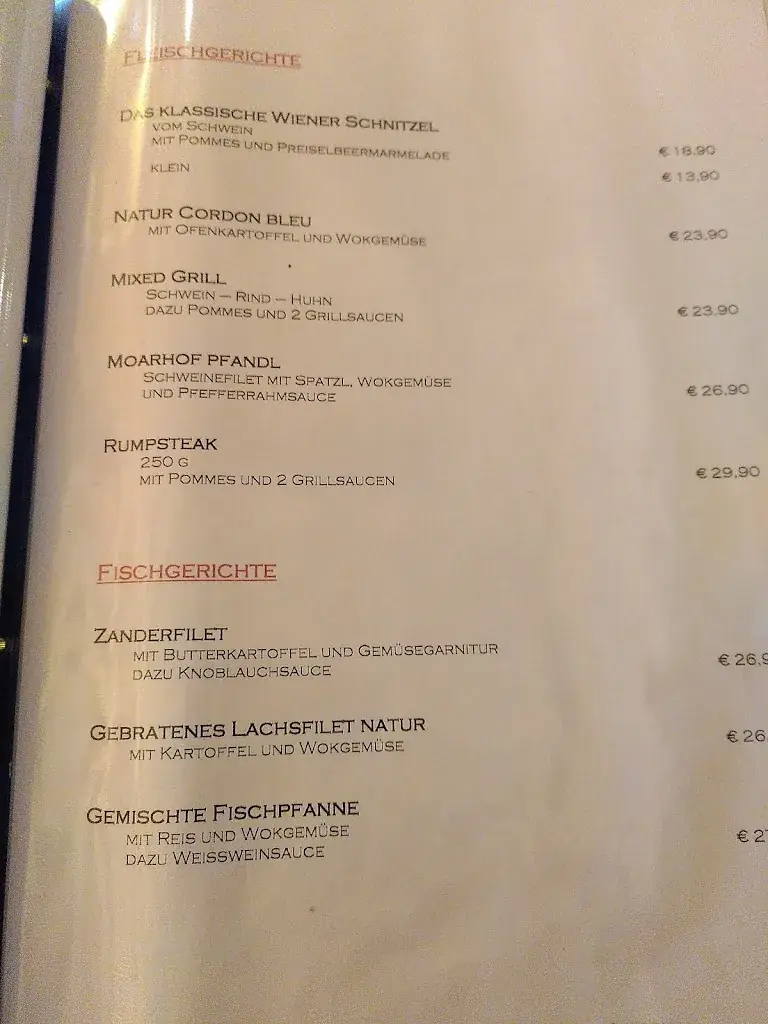 FLEISCHGERICHTE
DAS KLASSISCHE WIENER SCHNITZEL
VOM SCHWEIN
MIT POMMES UND PREISELBEERMARMELADE € 18,90
KLEIN € 13,90
NATUR CORDON BLEU
MIT OFENKARTOFFEL UND WOKGEMÜSE € 23,90
MIXED GRILL
SCHWEIN – RIND – HUHN
DAZU POMMES UND 2 GRILLSAUCEN € 23,90
MOARHOF PFANDL
SCHWEINEFILET MIT SPATZL, WOKGEMÜSE
UND PFEFFERRAHMSAUCE € 26,90
RUMPSTEAK
250 G
MIT POMMES UND 2 GRILLSAUCEN € 29,90
FISCHGERICHTE
ZANDERFILET
MIT BUTTERKARTOFFEL UND GEMÜSEGARNITUR
DAZU KNOBLAUCHSAUCE € 26,9
GEBRATENES LACHSFILET NATUR
MIT KARTOFFEL UND WOKGEMÜSE € 26,
GEMISCHTE FISCHPFANNE
MIT REIS UND WOKGEMÜSE
DAZU WEISSWEINSAUCE € 2